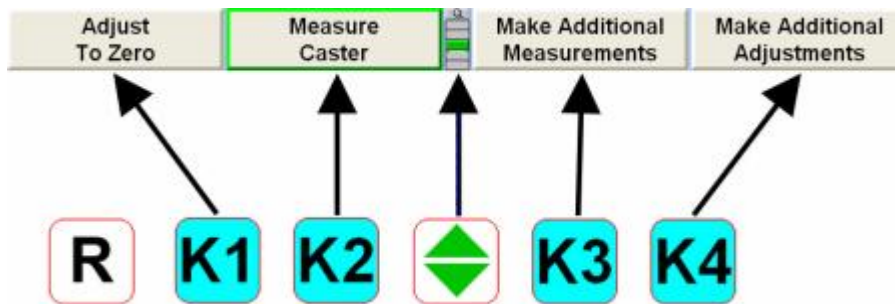 Adjust
To Zero
Measure
Caster
Make Additional
Measurements
Make Additional
Adjustments
R
K1
K2
K3
K4